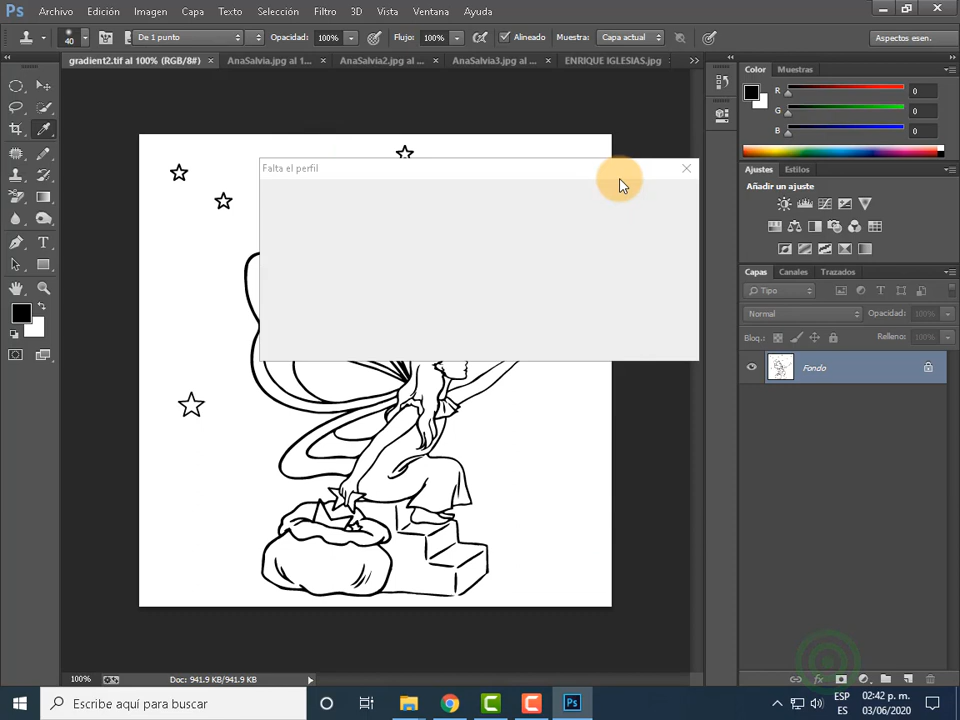 Ps Archivo Edición Imagen Capa Texto Selección Filtro 3D Vista Ventana Ayuda
40 De 1 punto Opacidad: 100% Flujo: 100% Alineado Muestra: Capa actual Aspectos esen.
gradient2.tif al 100% (RGB/8#) × AnaSalvia.jpg al 1... × AnaSalvia2.jpg al ... × AnaSalvia3.jpg al ... × ENRIQUE IGLESIAS.jpg
Color Muestras
R 0
G 0
B 0
Falta el perfil
Ajustes Estilos
Añadir un ajuste
Capas Canales Trazados
Tipo
Normal Opacidad: 100%
Bloq.: Relleno: 100%
Fondo
100% Doc: 941.9 KB/941.9 KB
Escribe aquí para buscar
Ps
ESP
ES
02:42 p. m.
03/06/2020